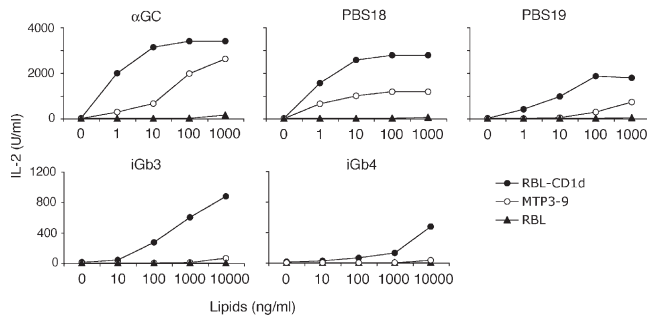 αGC
PBS18
PBS19
4000
2000
0
0 1 10 100 1000
0 1 10 100 1000
0 1 10 100 1000
IL-2 (U/ml)
iGb3
iGb4
1200
800
400
0
0 10 100 1000 10000
0 10 100 1000 10000
RBL-CD1d
MTP3-9
RBL
Lipids (ng/ml)